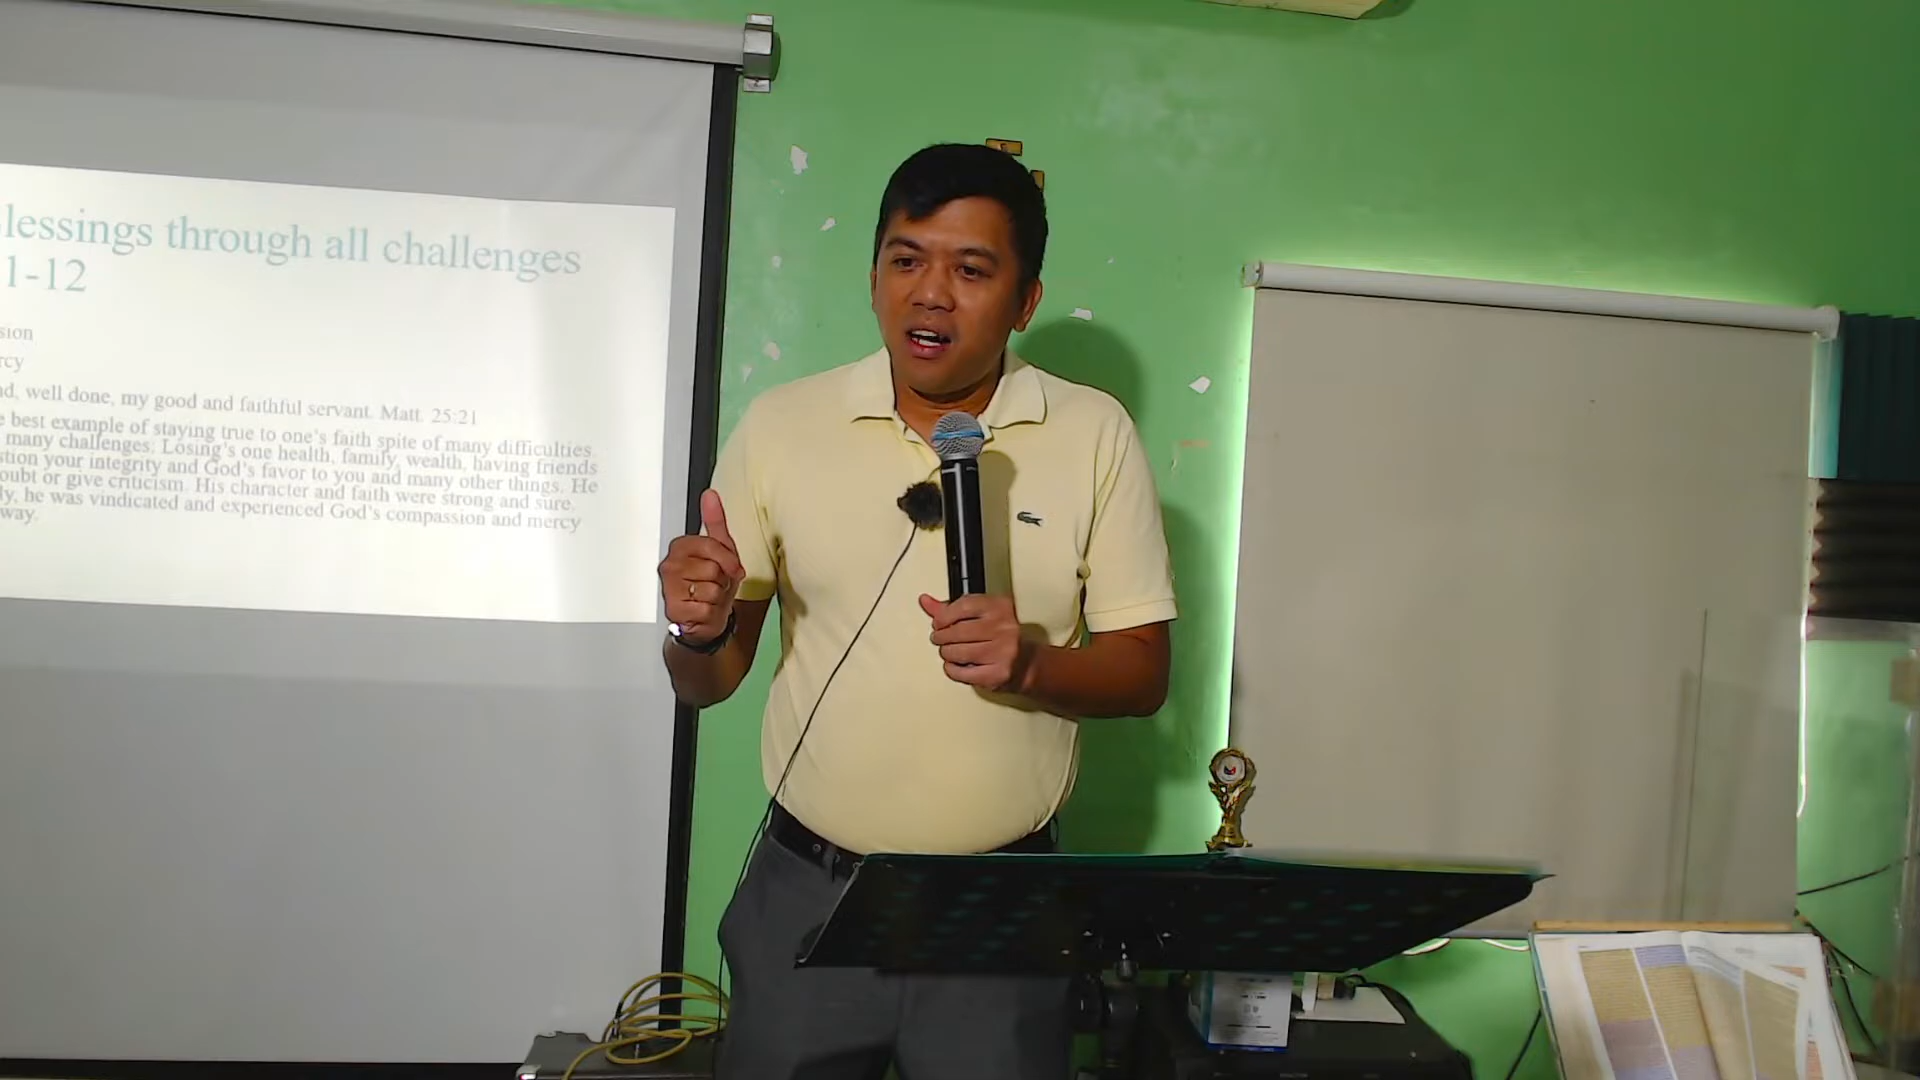 lessings through all challenges
1-12
sion
rcy
nd, well done, my good and faithful servant. Matt. 25:21
e best example of staying true to one's faith spite of many difficulties.
many challenges: Losing's one health, family, wealth, having friends
stion your integrity and God's favor to you and many other things. He
oubt or give criticism. His character and faith were strong and sure.
ly, he was vindicated and experienced God's compassion and mercy
way.